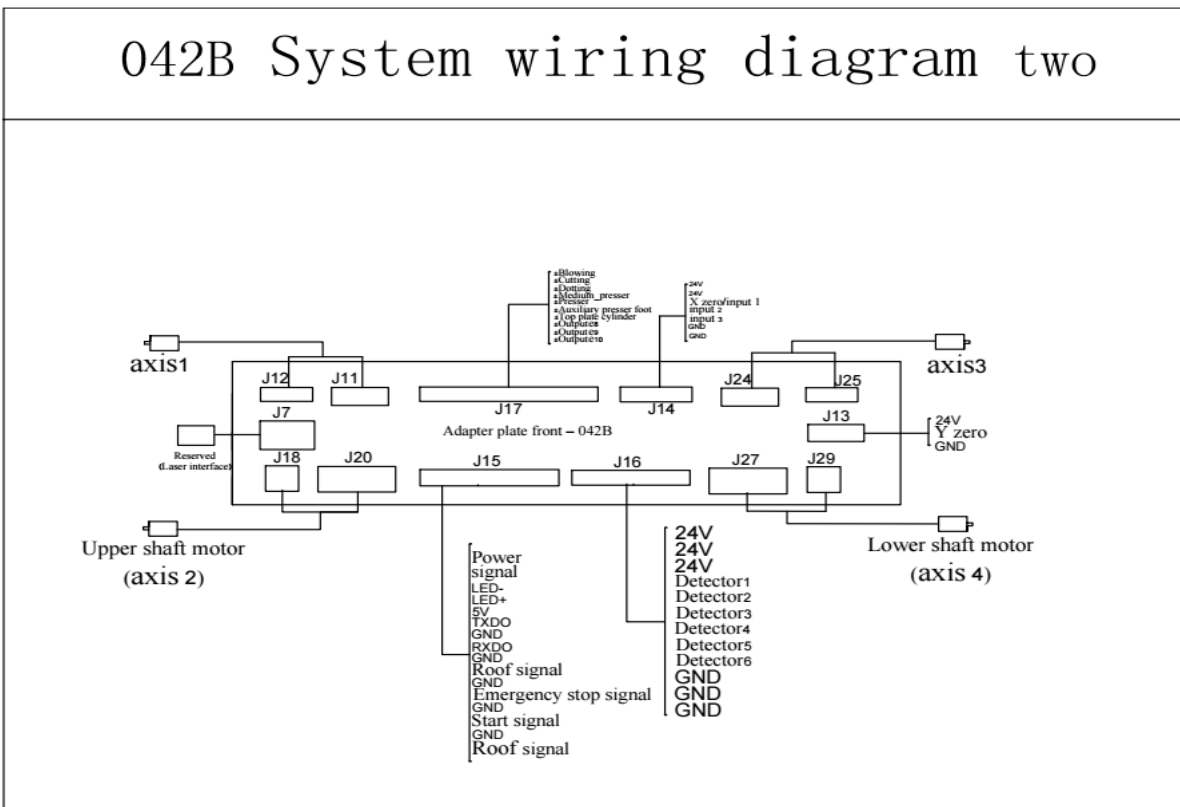 042B System wiring diagram two
Blowing
Cutting
Dotting
Medium_presser
Presser
Auxiliary presser foot
Top plate cylinder
Output8
Output9
Output10
24V
24V
X zero/input 1
input 2
input 3
GND
GND
axis1
axis3
J12
J11
J17
J14
J24
J25
J7
Adapter plate front - 042B
J13
24V
Y zero
GND
Reserved
(Laser interface)
J18
J20
J15
J16
J27
J29
Upper shaft motor
(axis 2)
Lower shaft motor
(axis 4)
Power
signal
LED-
LED+
5V
TXDO
GND
RXDO
GND
Roof signal
GND
Emergency stop signal
GND
Start signal
GND
Roof signal
24V
24V
24V
Detector1
Detector2
Detector3
Detector4
Detector5
Detector6
GND
GND
GND